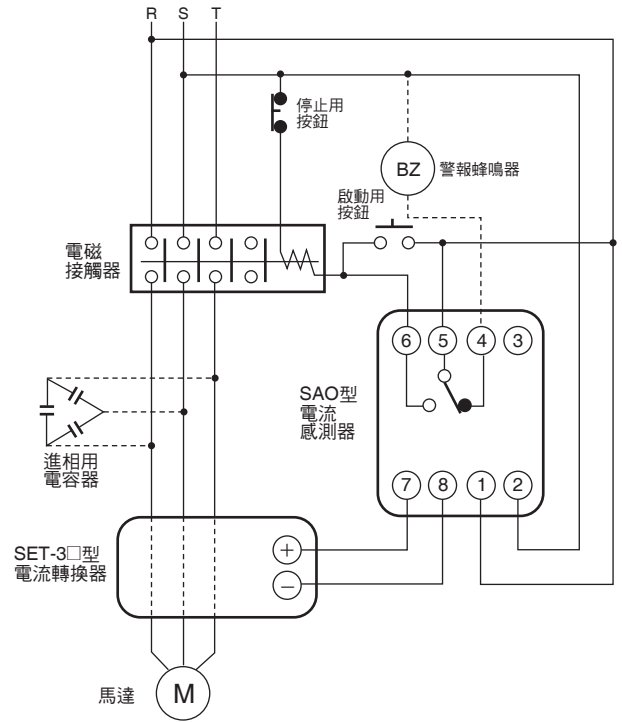 R S T
停止用
按鈕
BZ
警報蜂鳴器
啟動用
按鈕
電磁
接觸器
6 5 4 3
SAO型
電流
感測器
進相用
電容器
7 8 1 2
SET-3□型
電流轉換器
+
−
馬達
M